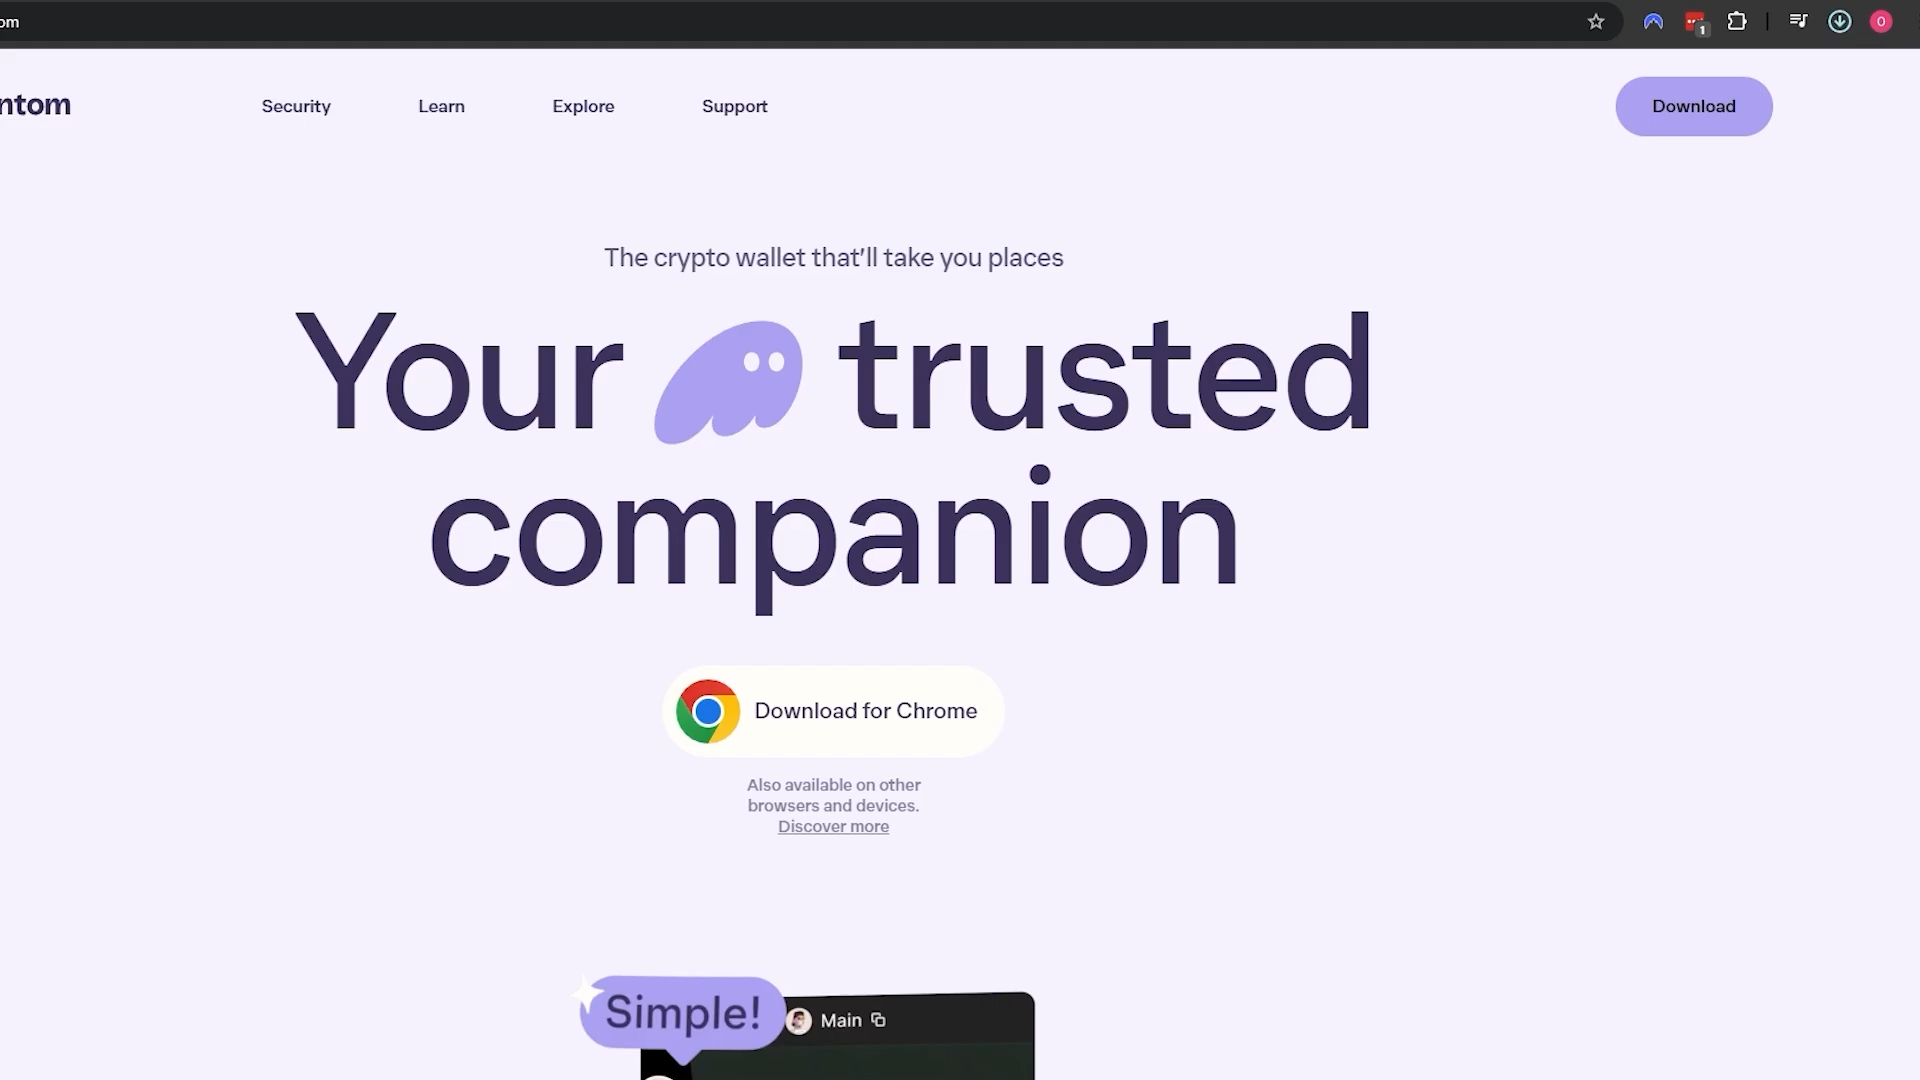 om
1
O
ntom
Security
Learn
Explore
Support
Download
The crypto wallet that'll take you places
Your trusted
companion
Download for Chrome
Also available on other
browsers and devices.
Discover more
Simple!
Main